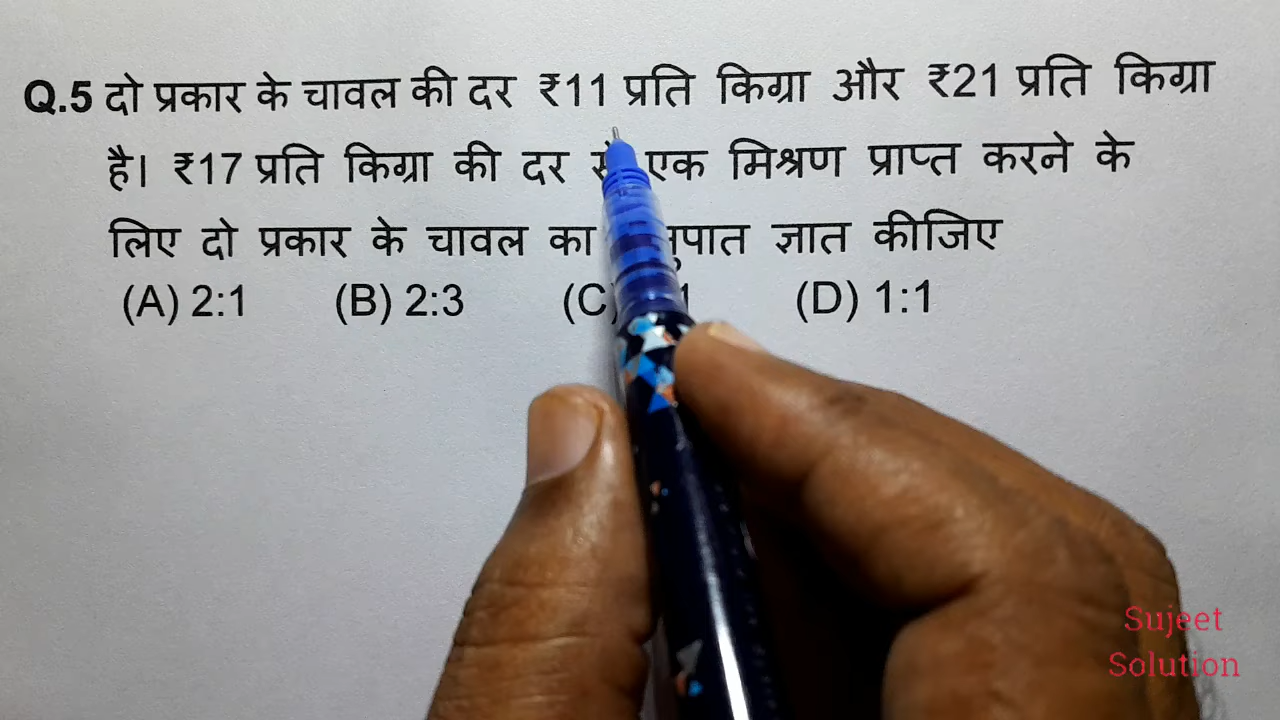 Q.5 दो प्रकार के चावल की दर ₹11 प्रति किग्रा और ₹21 प्रति किग्रा
है। ₹17 प्रति किग्रा की दर से एक मिश्रण प्राप्त करने के
लिए दो प्रकार के चावल का ज्ञात कीजिए
(A) 2:1 (B) 2:3 (C) (D) 1:1
Sujeet
Solution